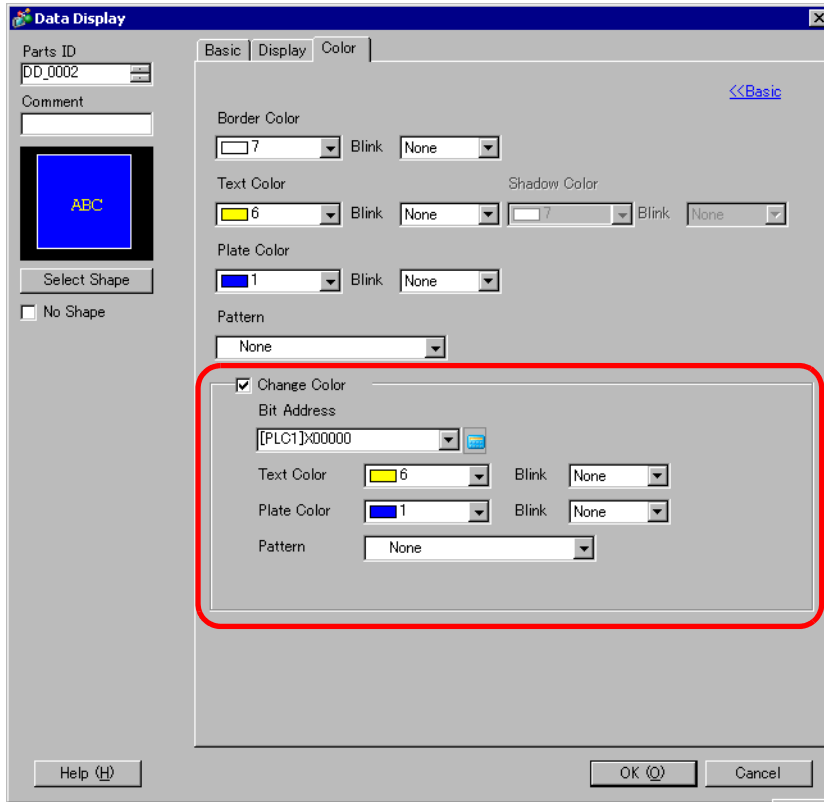 Data Display
Parts ID
DD_0002
Comment
ABC
Select Shape
No Shape
Basic Display Color
<<Basic
Border Color
7 Blink None
Text Color Shadow Color
6 Blink None 7 Blink None
Plate Color
1 Blink None
Pattern
None
Change Color
Bit Address
[PLC1]X00000
Text Color 6 Blink None
Plate Color 1 Blink None
Pattern None
Help (H) OK (O) Cancel